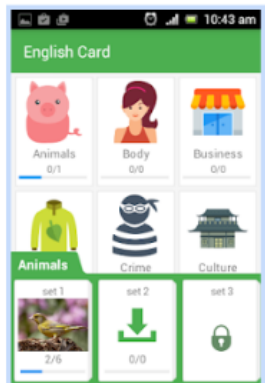 10:43 am
English Card
Animals Body Business
0/1 0/0 0/0
Animals Crime Culture
set 1 set 2 set 3
2/6 0/0